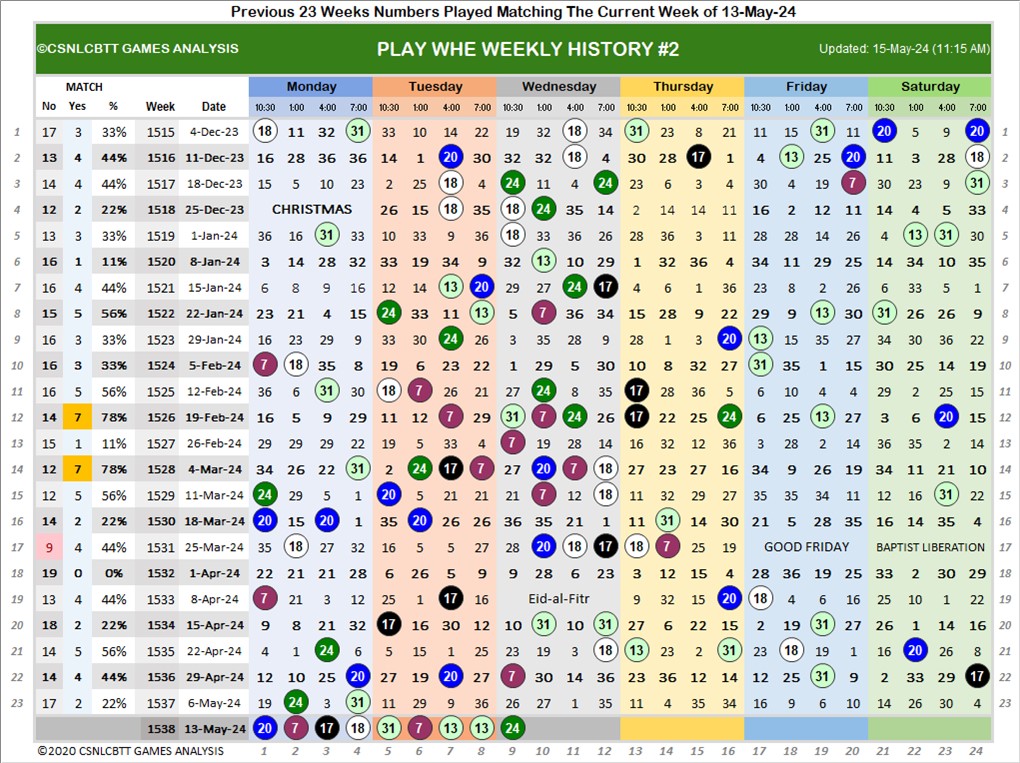 Previous 23 Weeks Numbers Played Matching The Current Week of 13-May-24
©CSNLCBTT GAMES ANALYSIS PLAY WHE WEEKLY HISTORY #2 Updated: 15-May-24 (11:15 AM)
MATCH Monday Tuesday Wednesday Thursday Friday Saturday
No Yes % Week Date 10:30 1:00 4:00 7:00 10:30 1:00 4:00 7:00 10:30 1:00 4:00 7:00 10:30 1:00 4:00 7:00 10:30 1:00 4:00 7:00 10:30 1:00 4:00 7:00
1 17 3 33% 1515 4-Dec-23 18 11 32 31 33 10 14 22 19 32 18 34 31 23 8 21 11 15 31 11 20 5 9 20 1
2 13 4 44% 1516 11-Dec-23 16 28 36 36 14 1 20 30 32 32 18 4 30 28 17 1 4 13 25 20 11 3 28 18 2
3 14 4 44% 1517 18-Dec-23 15 5 10 23 2 25 18 4 24 11 4 24 23 6 3 4 30 4 19 7 30 23 9 31 3
4 12 2 22% 1518 25-Dec-23 CHRISTMAS 26 15 18 35 18 24 35 14 2 14 14 11 16 2 12 11 14 4 5 33 4
5 13 3 33% 1519 1-Jan-24 36 16 31 33 10 33 9 36 18 33 36 26 28 36 3 11 28 28 14 26 4 13 31 30 5
6 16 1 11% 1520 8-Jan-24 3 14 28 32 33 19 34 9 32 13 10 29 1 32 36 4 34 11 29 25 14 34 10 35 6
7 16 4 44% 1521 15-Jan-24 6 8 9 16 12 14 13 20 29 27 24 17 4 6 1 36 23 8 2 26 6 33 5 1 7
8 15 5 56% 1522 22-Jan-24 23 21 4 15 24 33 11 13 5 7 36 34 15 28 9 22 29 9 13 30 31 26 26 9 8
9 16 3 33% 1523 29-Jan-24 16 23 29 9 33 30 24 26 3 35 28 9 28 1 3 20 13 15 35 27 34 30 36 22 9
10 16 3 33% 1524 5-Feb-24 7 18 35 8 19 6 23 22 1 29 5 30 10 8 32 27 31 35 1 15 30 25 14 19 10
11 16 5 56% 1525 12-Feb-24 36 6 31 30 18 7 26 21 2 24 8 35 17 28 36 5 6 10 4 4 29 2 25 15 11
12 14 7 78% 1526 19-Feb-24 16 5 9 29 11 12 7 29 31 7 24 26 17 22 25 24 6 25 13 27 3 6 20 15 12
13 15 1 11% 1527 26-Feb-24 29 29 29 22 19 5 33 4 7 19 28 14 16 32 12 36 3 28 2 14 36 35 2 14 13
14 12 7 78% 1528 4-Mar-24 34 26 22 31 2 24 17 7 27 20 7 18 27 23 27 16 34 9 26 19 34 11 21 10 14
15 12 5 56% 1529 11-Mar-24 24 29 5 1 20 5 21 21 21 7 12 18 11 32 29 27 35 35 34 11 12 16 31 22 15
16 14 2 22% 1530 18-Mar-24 20 15 20 1 35 20 26 26 36 35 21 1 11 31 14 30 21 5 28 35 16 14 35 4 16
17 9 4 44% 1531 25-Mar-24 35 18 27 32 16 5 5 27 28 20 18 17 18 7 25 19 GOOD FRIDAY BAPTIST LIBERATION 17
18 19 0 0% 1532 1-Apr-24 22 21 21 28 6 26 5 9 9 28 6 23 3 12 15 4 28 36 19 25 33 2 30 29 18
19 13 4 44% 1533 8-Apr-24 7 21 3 12 25 1 17 16 Eid-al-Fitr 9 32 15 20 18 4 6 16 25 10 1 22 19
20 18 2 22% 1534 15-Apr-24 9 8 21 32 17 16 30 12 10 31 10 31 27 6 22 15 2 19 31 27 26 1 14 16 20
21 14 5 56% 1535 22-Apr-24 4 1 24 6 5 15 1 25 23 19 3 18 13 23 2 31 23 18 19 1 16 20 26 8 21
22 14 4 44% 1536 29-Apr-24 12 10 25 20 27 19 20 27 7 30 14 36 23 36 12 14 12 25 31 9 2 33 29 17 22
23 17 2 22% 1537 6-May-24 19 24 3 31 11 29 9 36 26 22 27 35 11 4 35 34 16 9 6 10 14 26 30 4 23
1538 13-May-24 20 7 17 18 31 7 13 13 24
©2020 CSNLCBTT GAMES ANALYSIS 1 2 3 4 5 6 7 8 9 10 11 12 13 14 15 16 17 18 19 20 21 22 23 24